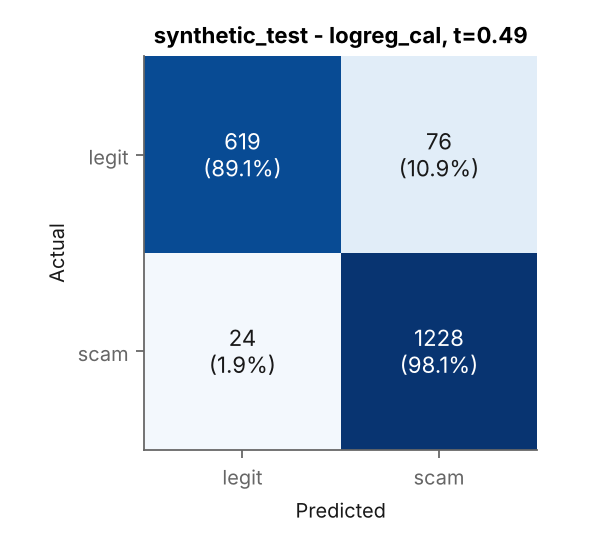 synthetic_test - logreg_cal, t=0.49
Actual
legit
619
(89.1%)
76
(10.9%)
scam
24
(1.9%)
1228
(98.1%)
legit
scam
Predicted